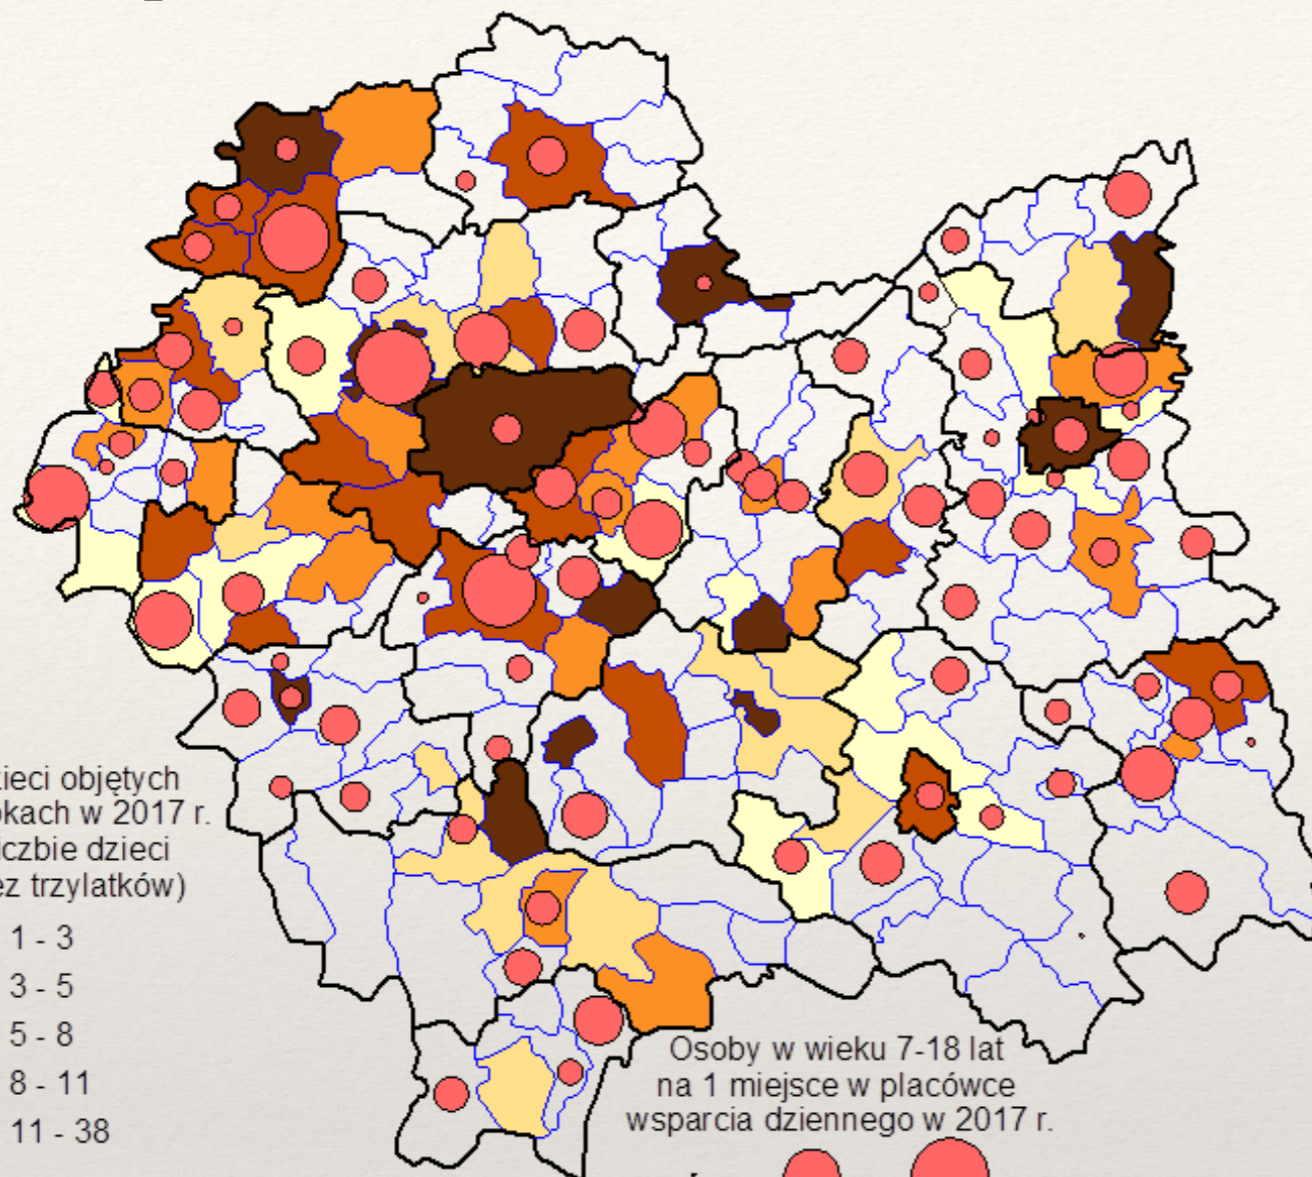 okach w 2017 r.
iczbie dzieci
ez trzylatków)
1 - 3
3 - 5
5 - 8
8 - 11
11 - 38
ieci objętych
Osoby w wieku 7-18 lat
na 1 miejsce w placówce
wsparcia dziennego w 2017 r.